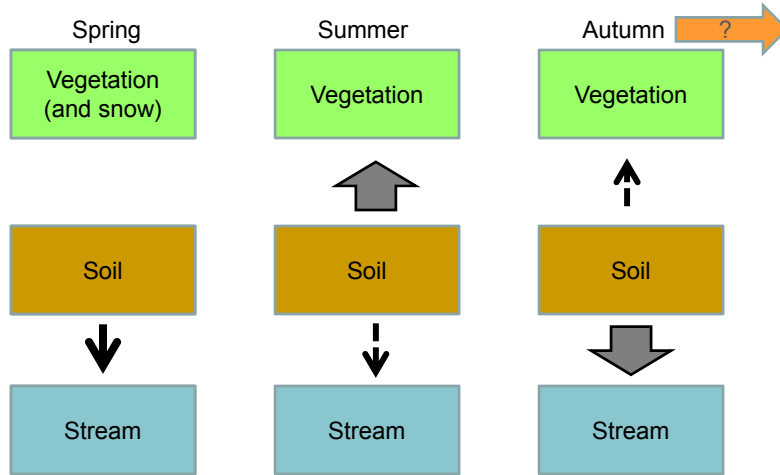 Spring
Summer
Autumn
?
Vegetation
(and snow)
Vegetation
Vegetation
Soil
Soil
Soil
Stream
Stream
Stream